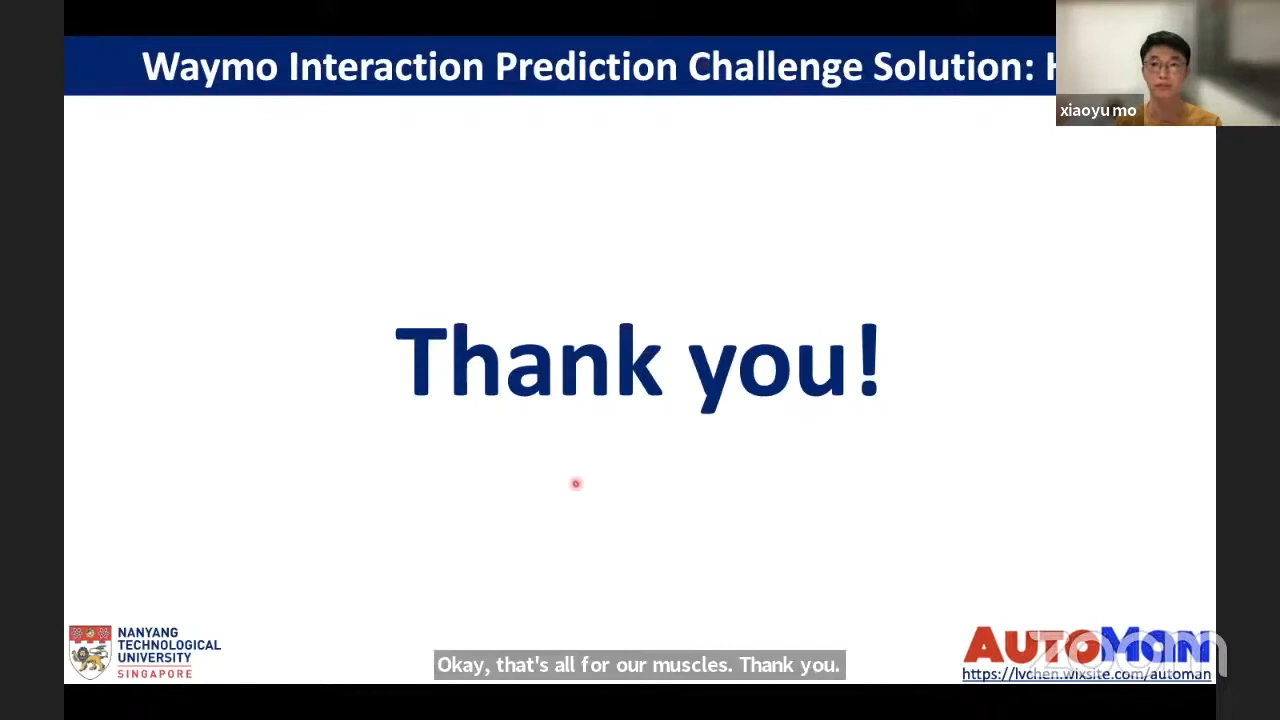 Waymo Interaction Prediction Challenge Solution:
xiaoyu mo
Thank you!
NANYANG
TECHNOLOGICAL
UNIVERSITY
SINGAPORE
Okay, that's all for our muscles. Thank you.
AUTOMAN
zoom
https://lvchen.wixsite.com/automan